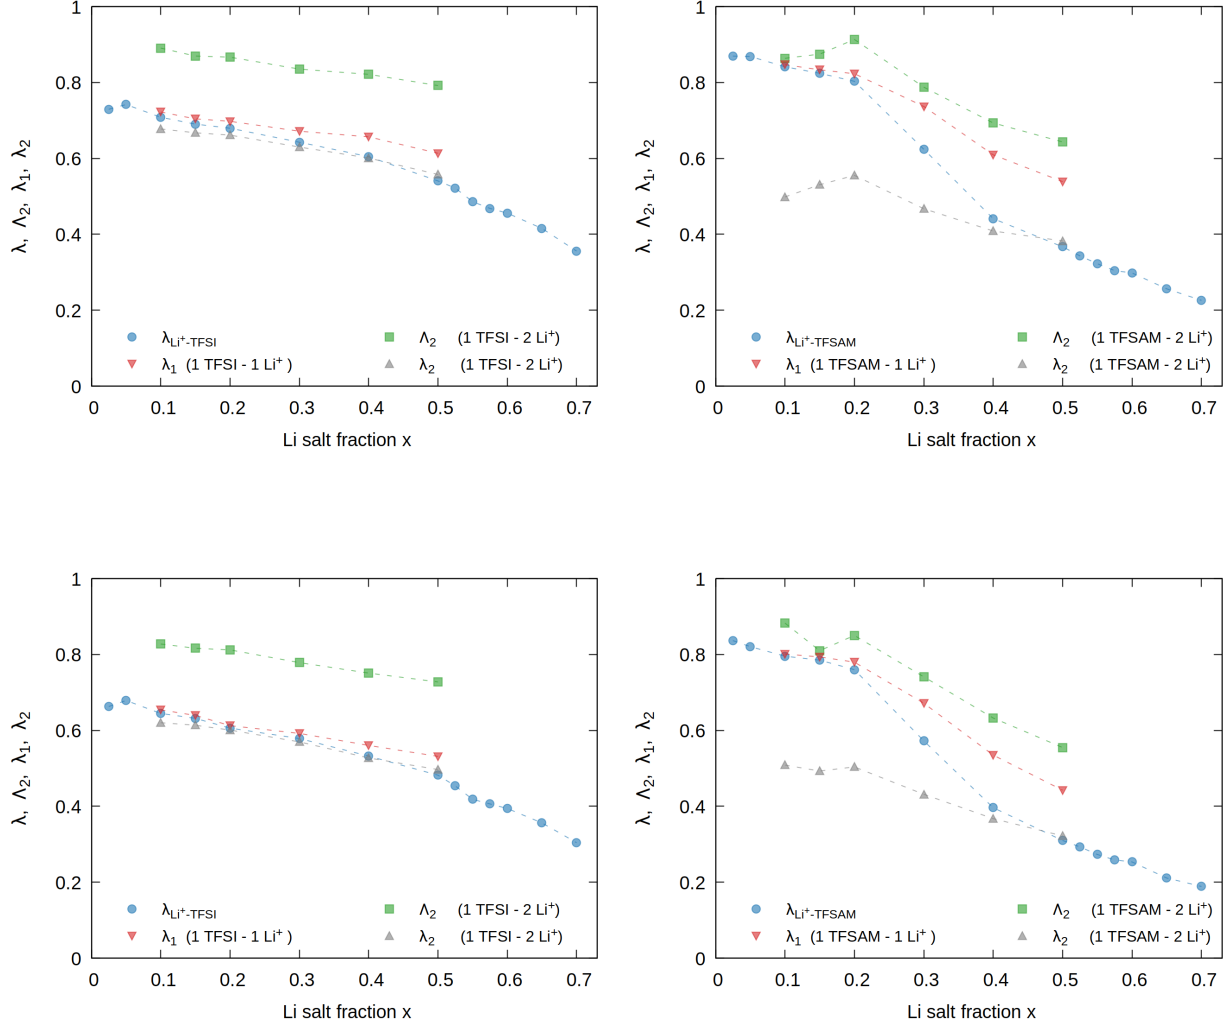 1
0.8
0.6
0.4
0.2
0
λ, Λ₂, λ₁, λ₂
λLi⁺-TFSI
λ₁ (1 TFSI - 1 Li⁺ )
Λ₂ (1 TFSI - 2 Li⁺)
λ₂ (1 TFSI - 2 Li⁺)
0 0.1 0.2 0.3 0.4 0.5 0.6 0.7
Li salt fraction x
1
0.8
0.6
0.4
0.2
0
λ, Λ₂, λ₁, λ₂
λLi⁺-TFSAM
λ₁ (1 TFSAM - 1 Li⁺ )
Λ₂ (1 TFSAM - 2 Li⁺)
λ₂ (1 TFSAM - 2 Li⁺)
0 0.1 0.2 0.3 0.4 0.5 0.6 0.7
Li salt fraction x
1
0.8
0.6
0.4
0.2
0
λ, Λ₂, λ₁, λ₂
λLi⁺-TFSI
λ₁ (1 TFSI - 1 Li⁺ )
Λ₂ (1 TFSI - 2 Li⁺)
λ₂ (1 TFSI - 2 Li⁺)
0 0.1 0.2 0.3 0.4 0.5 0.6 0.7
Li salt fraction x
1
0.8
0.6
0.4
0.2
0
λ, Λ₂, λ₁, λ₂
λLi⁺-TFSAM
λ₁ (1 TFSAM - 1 Li⁺ )
Λ₂ (1 TFSAM - 2 Li⁺)
λ₂ (1 TFSAM - 2 Li⁺)
0 0.1 0.2 0.3 0.4 0.5 0.6 0.7
Li salt fraction x